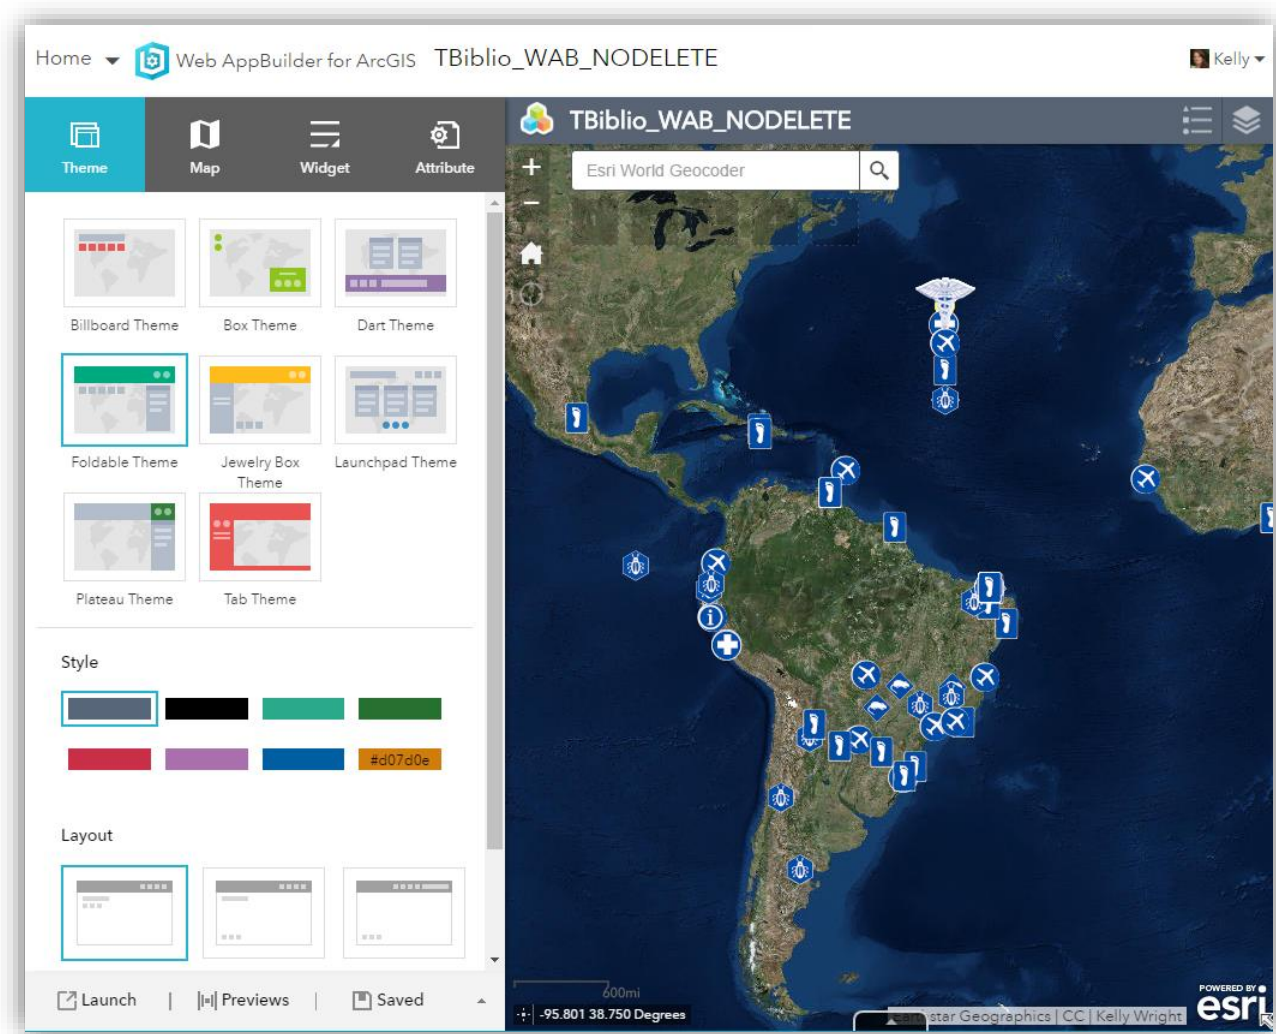 Home Web AppBuilder for ArcGIS TBiblio_WAB_NODELETE Kelly
Theme Map Widget Attribute
TBiblio_WAB_NODELETE
Esri World Geocoder
Billboard Theme Box Theme Dart Theme
Foldable Theme Jewelry Box Theme Launchpad Theme
Plateau Theme Tab Theme
Style
#d07d0e
Layout
Launch | Previews | Saved
600mi
-95.801 38.750 Degrees
Earthstar Geographics | CC | Kelly Wright
POWERED BY
esri